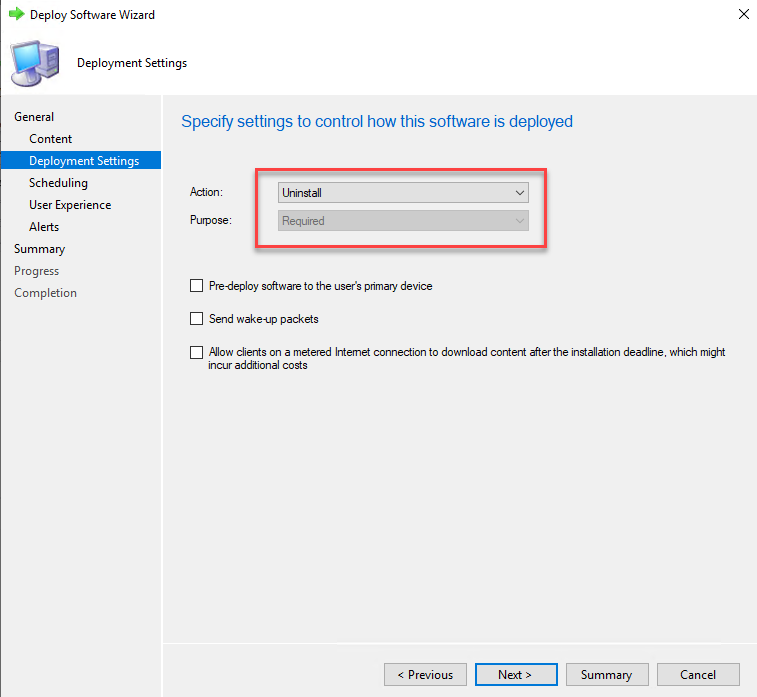 Deploy Software Wizard
Deployment Settings
General
Content
Deployment Settings
Scheduling
User Experience
Alerts
Summary
Progress
Completion
Specify settings to control how this software is deployed
Action:
Uninstall
Purpose:
Required
Pre-deploy software to the user's primary device
Send wake-up packets
Allow clients on a metered Internet connection to download content after the installation deadline, which might
incur additional costs
< Previous
Next >
Summary
Cancel